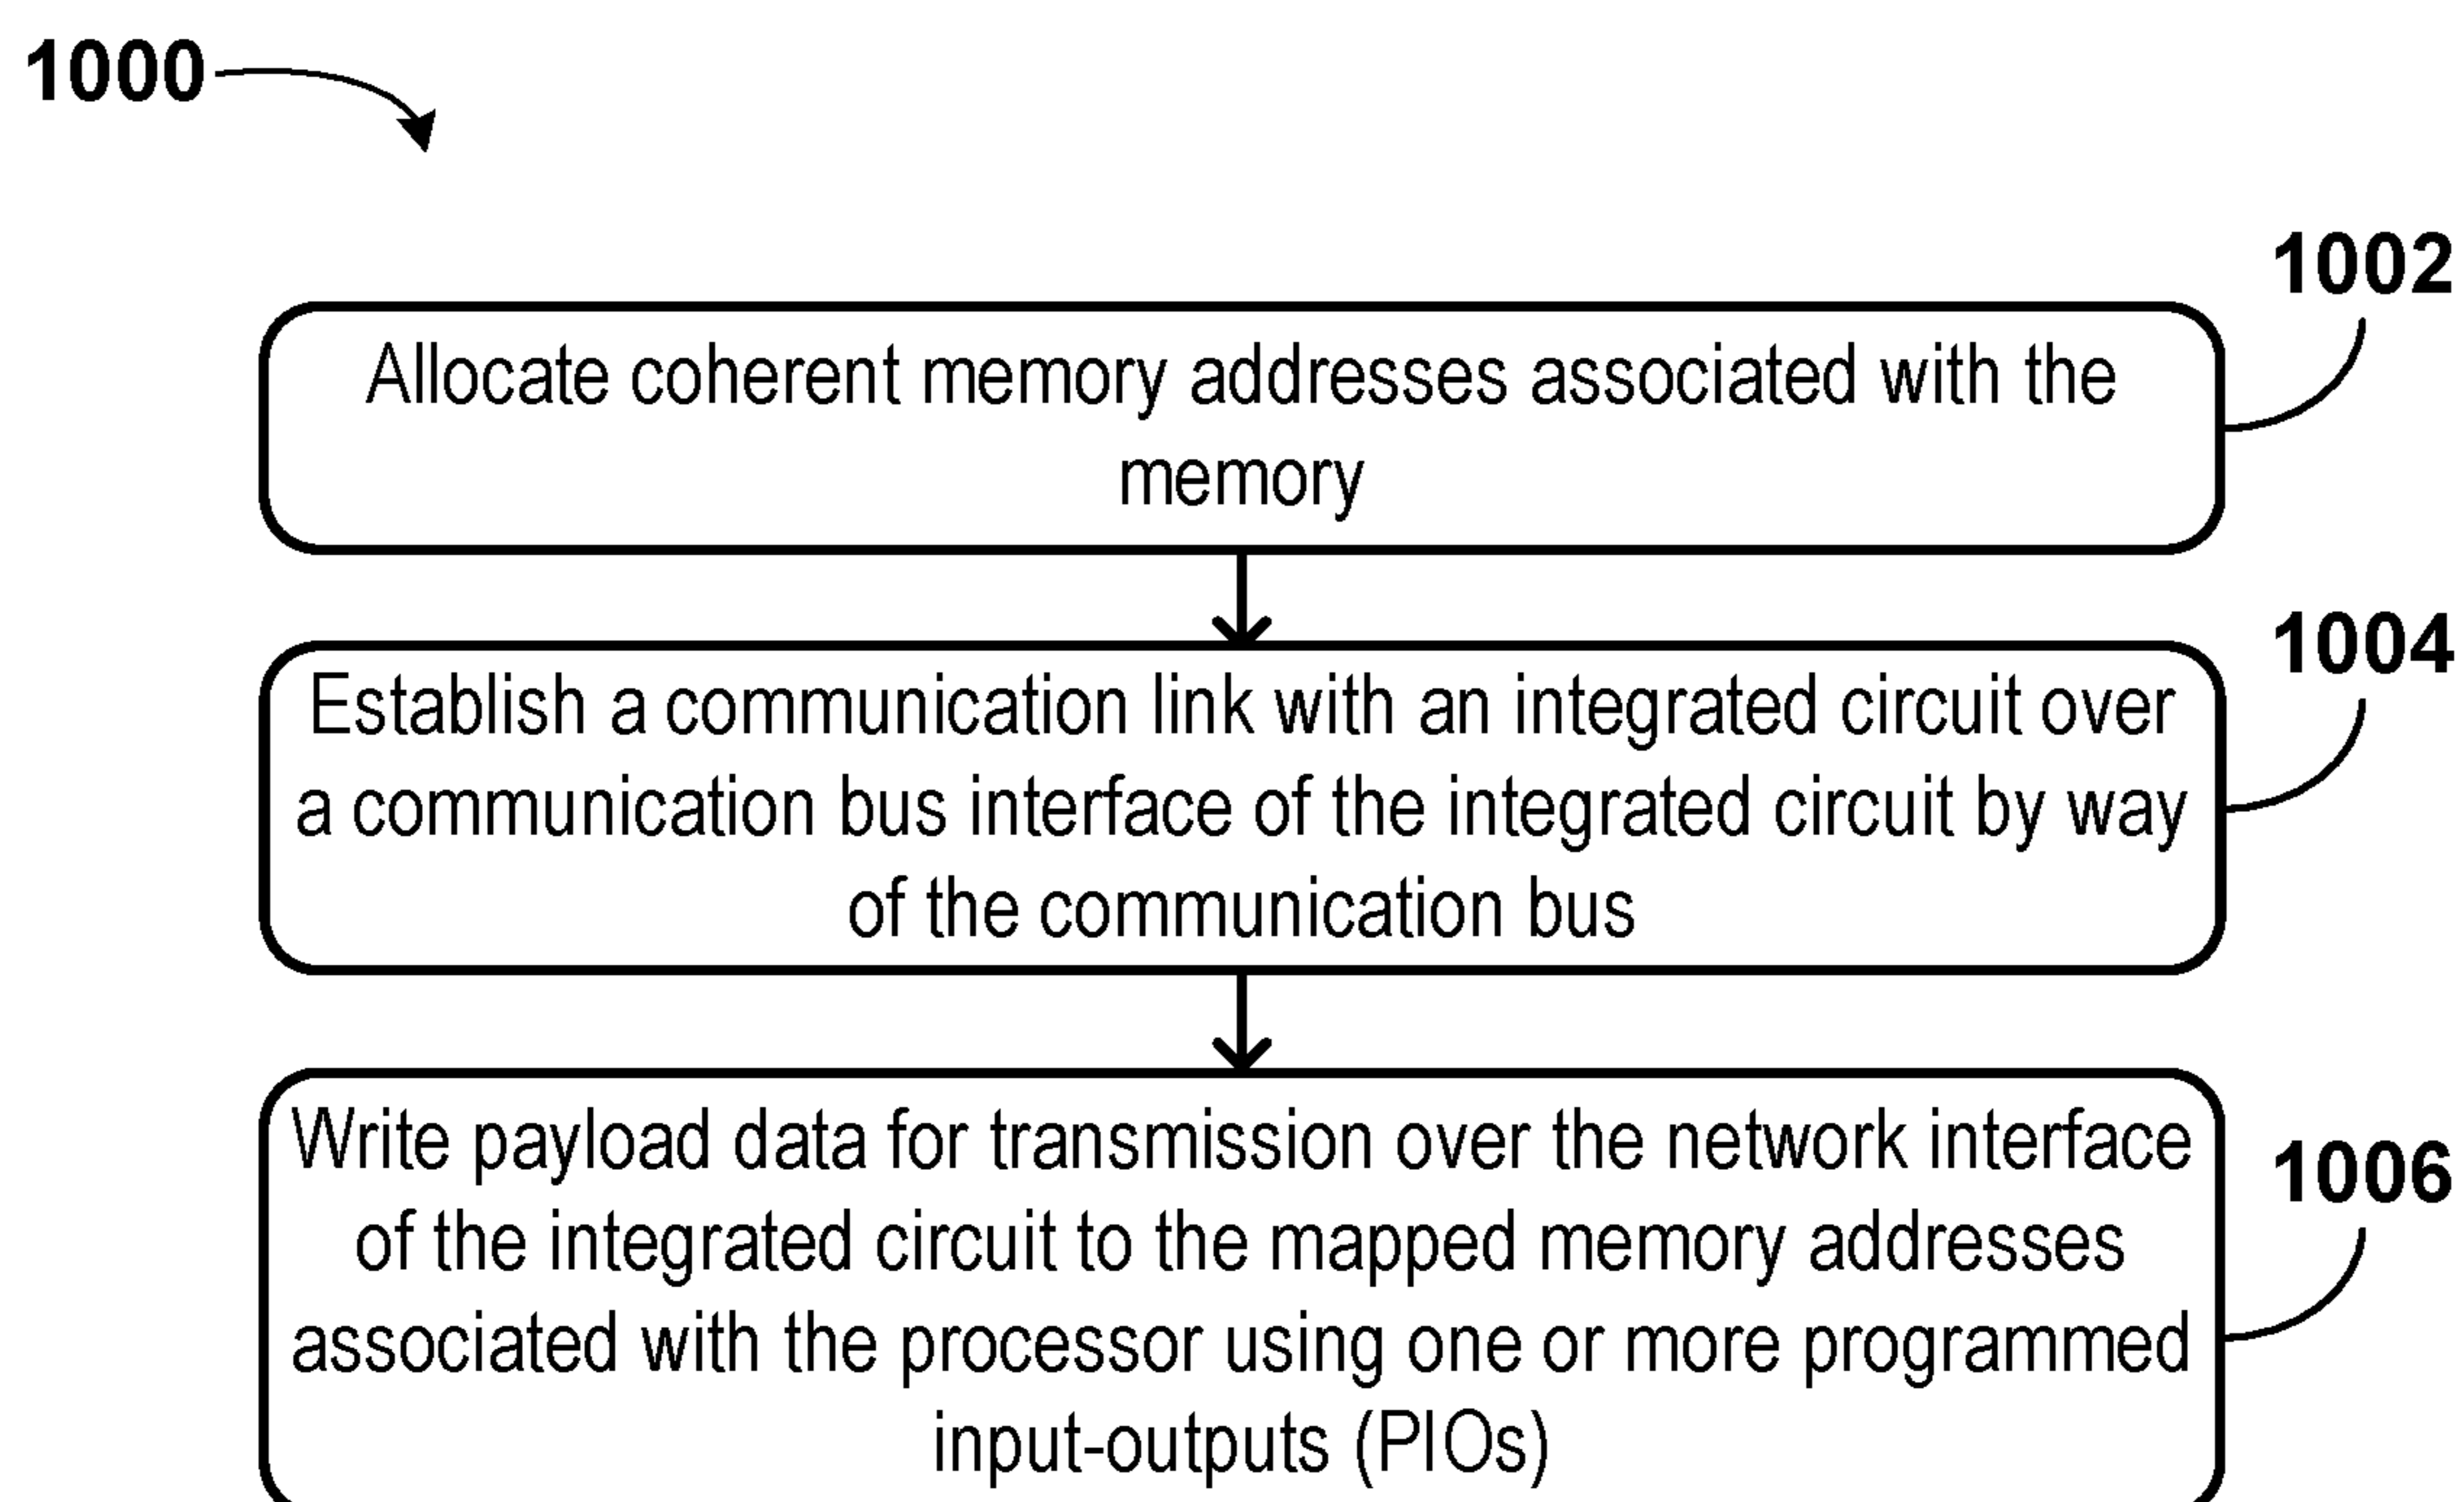 1000
1002
Allocate coherent memory addresses associated with the
memory
1004
Establish a communication link with an integrated circuit over
a communication bus interface of the integrated circuit by way
of the communication bus
Write payload data for transmission over the network interface
1006
of the integrated circuit to the mapped memory addresses
associated with the processor using one or more programmed
input-outputs (PIOs)